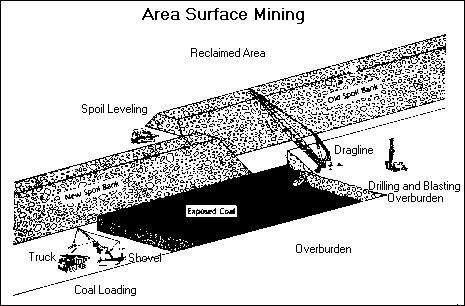 Area Surface Mining
Reclaimed Area
Old Spoil Bank
Spoil Leveling
Dragline
New Spoil Bank
Drilling and Blasting
Overburden
Exposed Coal
Truck
Shovel
Overburden
Coal Loading